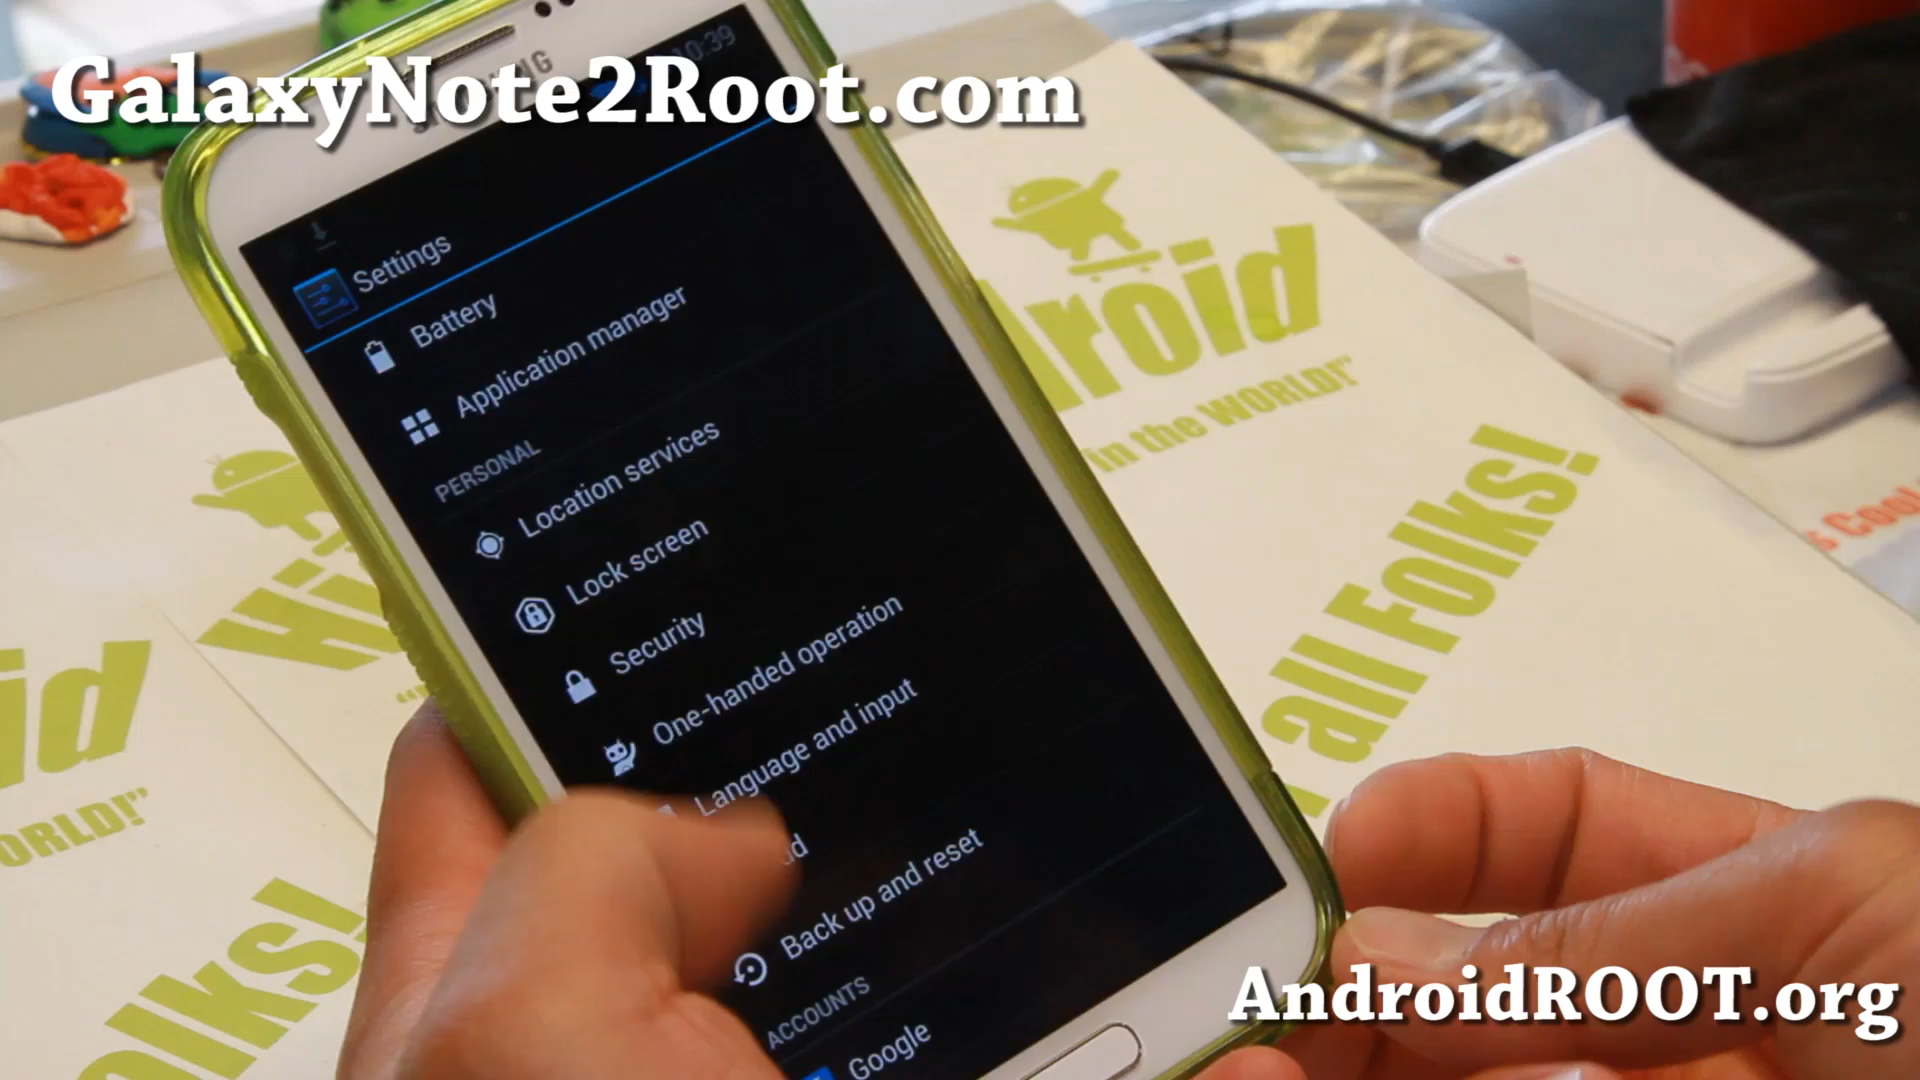 GalaxyNote2Root.com
10:39
Settings
Battery
Application manager
PERSONAL
Location services
Lock screen
Security
One-handed operation
Language and input
Back up and reset
ACCOUNTS
Google
in the WORLD!"
all Folks!
Cool
AndroidROOT.org